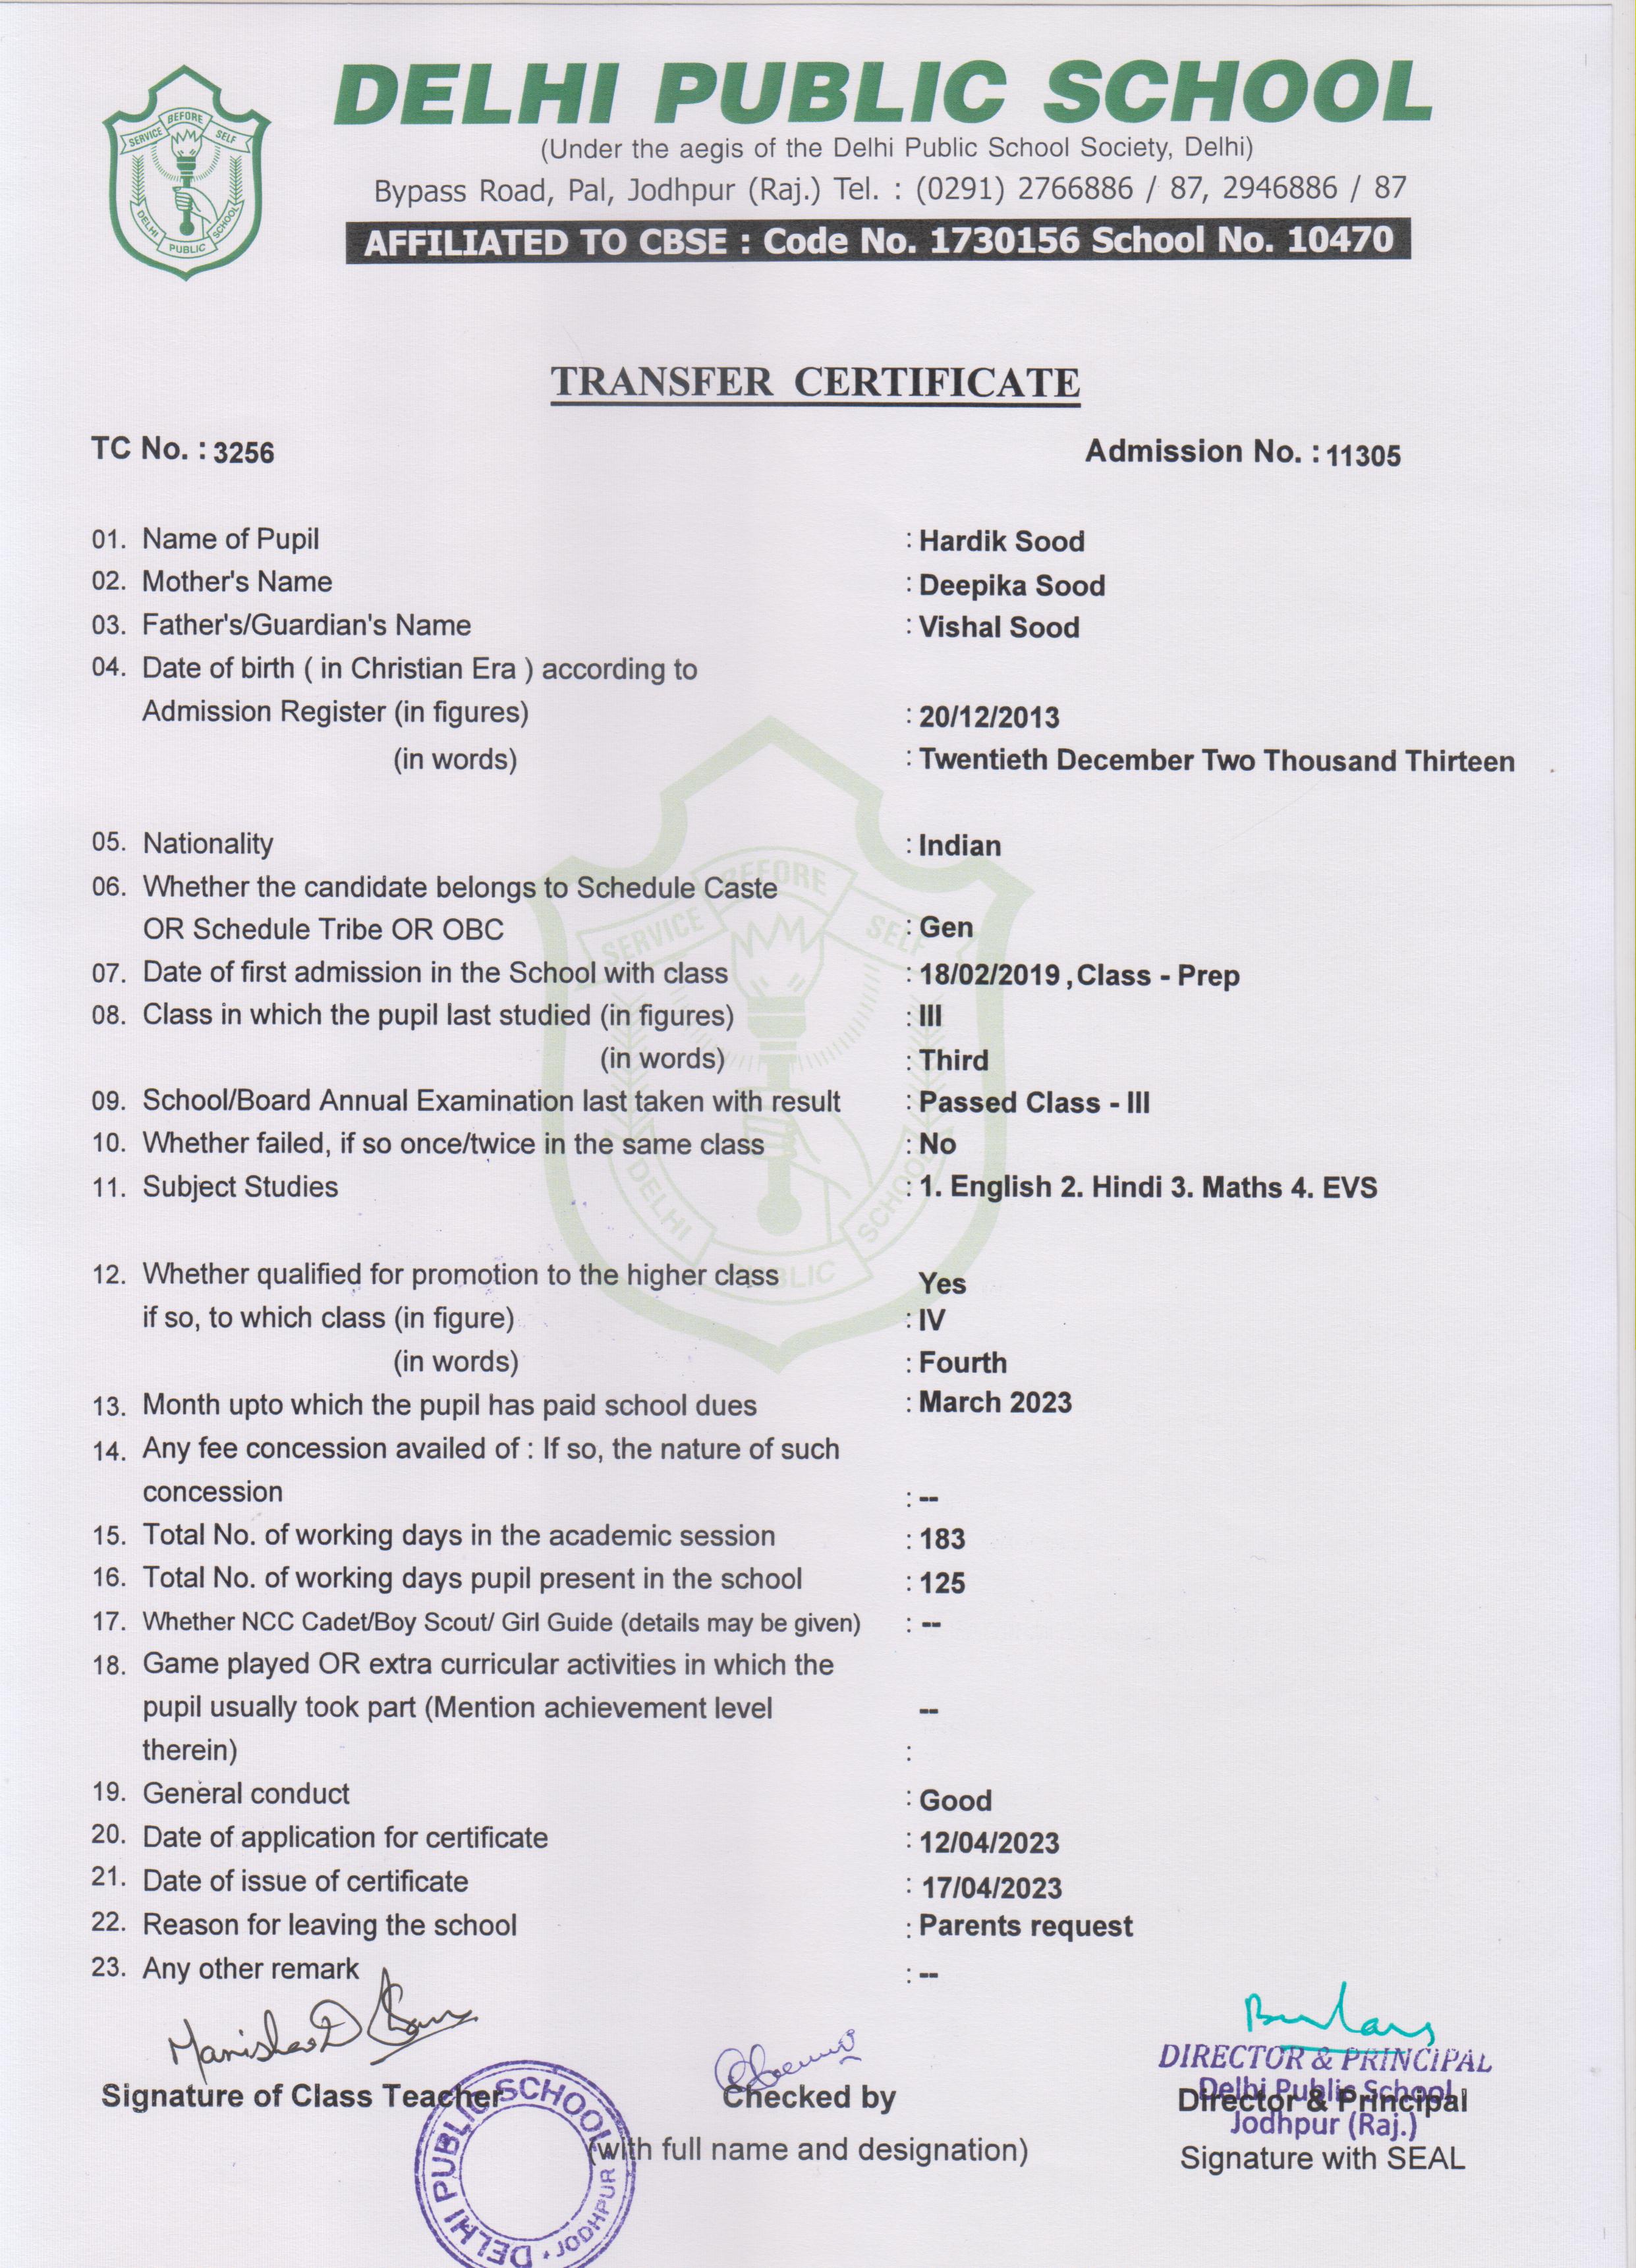 SERVICE BEFORE SELF
DELHI PUBLIC SCHOOL
DELHI PUBLIC SCHOOL
(Under the aegis of the Delhi Public School Society, Delhi)
Bypass Road, Pal, Jodhpur (Raj.) Tel. : (0291) 2766886 / 87, 2946886 / 87
AFFILIATED TO CBSE : Code No. 1730156 School No. 10470
TRANSFER CERTIFICATE
TC No. : 3256 Admission No. : 11305
01. Name of Pupil : Hardik Sood
02. Mother's Name : Deepika Sood
03. Father's/Guardian's Name : Vishal Sood
04. Date of birth ( in Christian Era ) according to
Admission Register (in figures) : 20/12/2013
(in words) : Twentieth December Two Thousand Thirteen
05. Nationality : Indian
06. Whether the candidate belongs to Schedule Caste
OR Schedule Tribe OR OBC : Gen
07. Date of first admission in the School with class : 18/02/2019 , Class - Prep
08. Class in which the pupil last studied (in figures) : III
(in words) : Third
09. School/Board Annual Examination last taken with result : Passed Class - III
10. Whether failed, if so once/twice in the same class : No
11. Subject Studies : 1. English 2. Hindi 3. Maths 4. EVS
12. Whether qualified for promotion to the higher class Yes
if so, to which class (in figure) : IV
(in words) : Fourth
13. Month upto which the pupil has paid school dues : March 2023
14. Any fee concession availed of : If so, the nature of such
concession : --
15. Total No. of working days in the academic session : 183
16. Total No. of working days pupil present in the school : 125
17. Whether NCC Cadet/Boy Scout/ Girl Guide (details may be given) : --
18. Game played OR extra curricular activities in which the
pupil usually took part (Mention achievement level --
therein) :
19. General conduct : Good
20. Date of application for certificate : 12/04/2023
21. Date of issue of certificate : 17/04/2023
22. Reason for leaving the school : Parents request
23. Any other remark : --
DIRECTOR & PRINCIPAL
Delhi Public School
Jodhpur (Raj.)
Signature of Class Teacher Checked by Director & Principal
(with full name and designation) Signature with SEAL
DELHI PUBLIC SCHOOL
JODHPUR